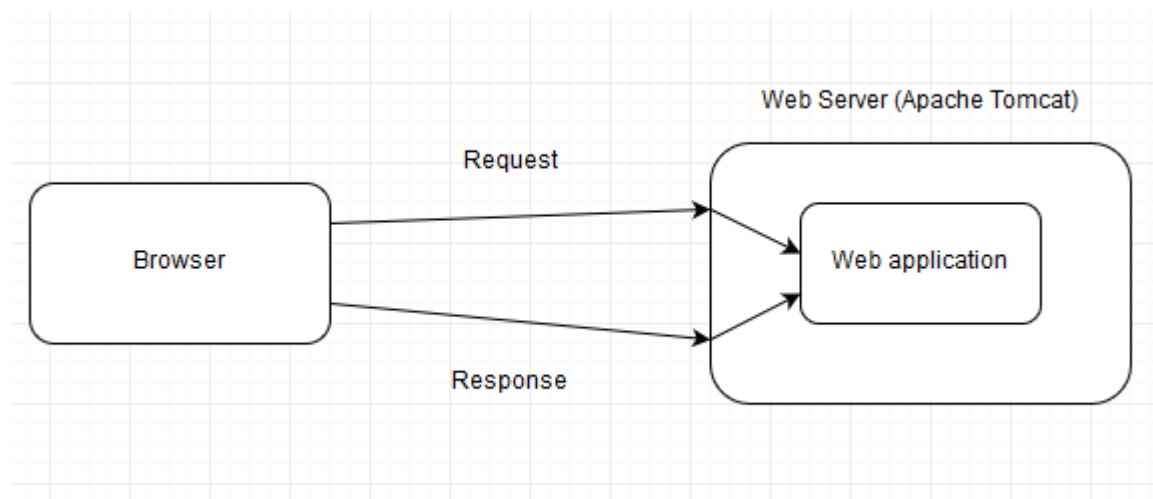 Web Server (Apache Tomcat)
Request
Browser
Web application
Response